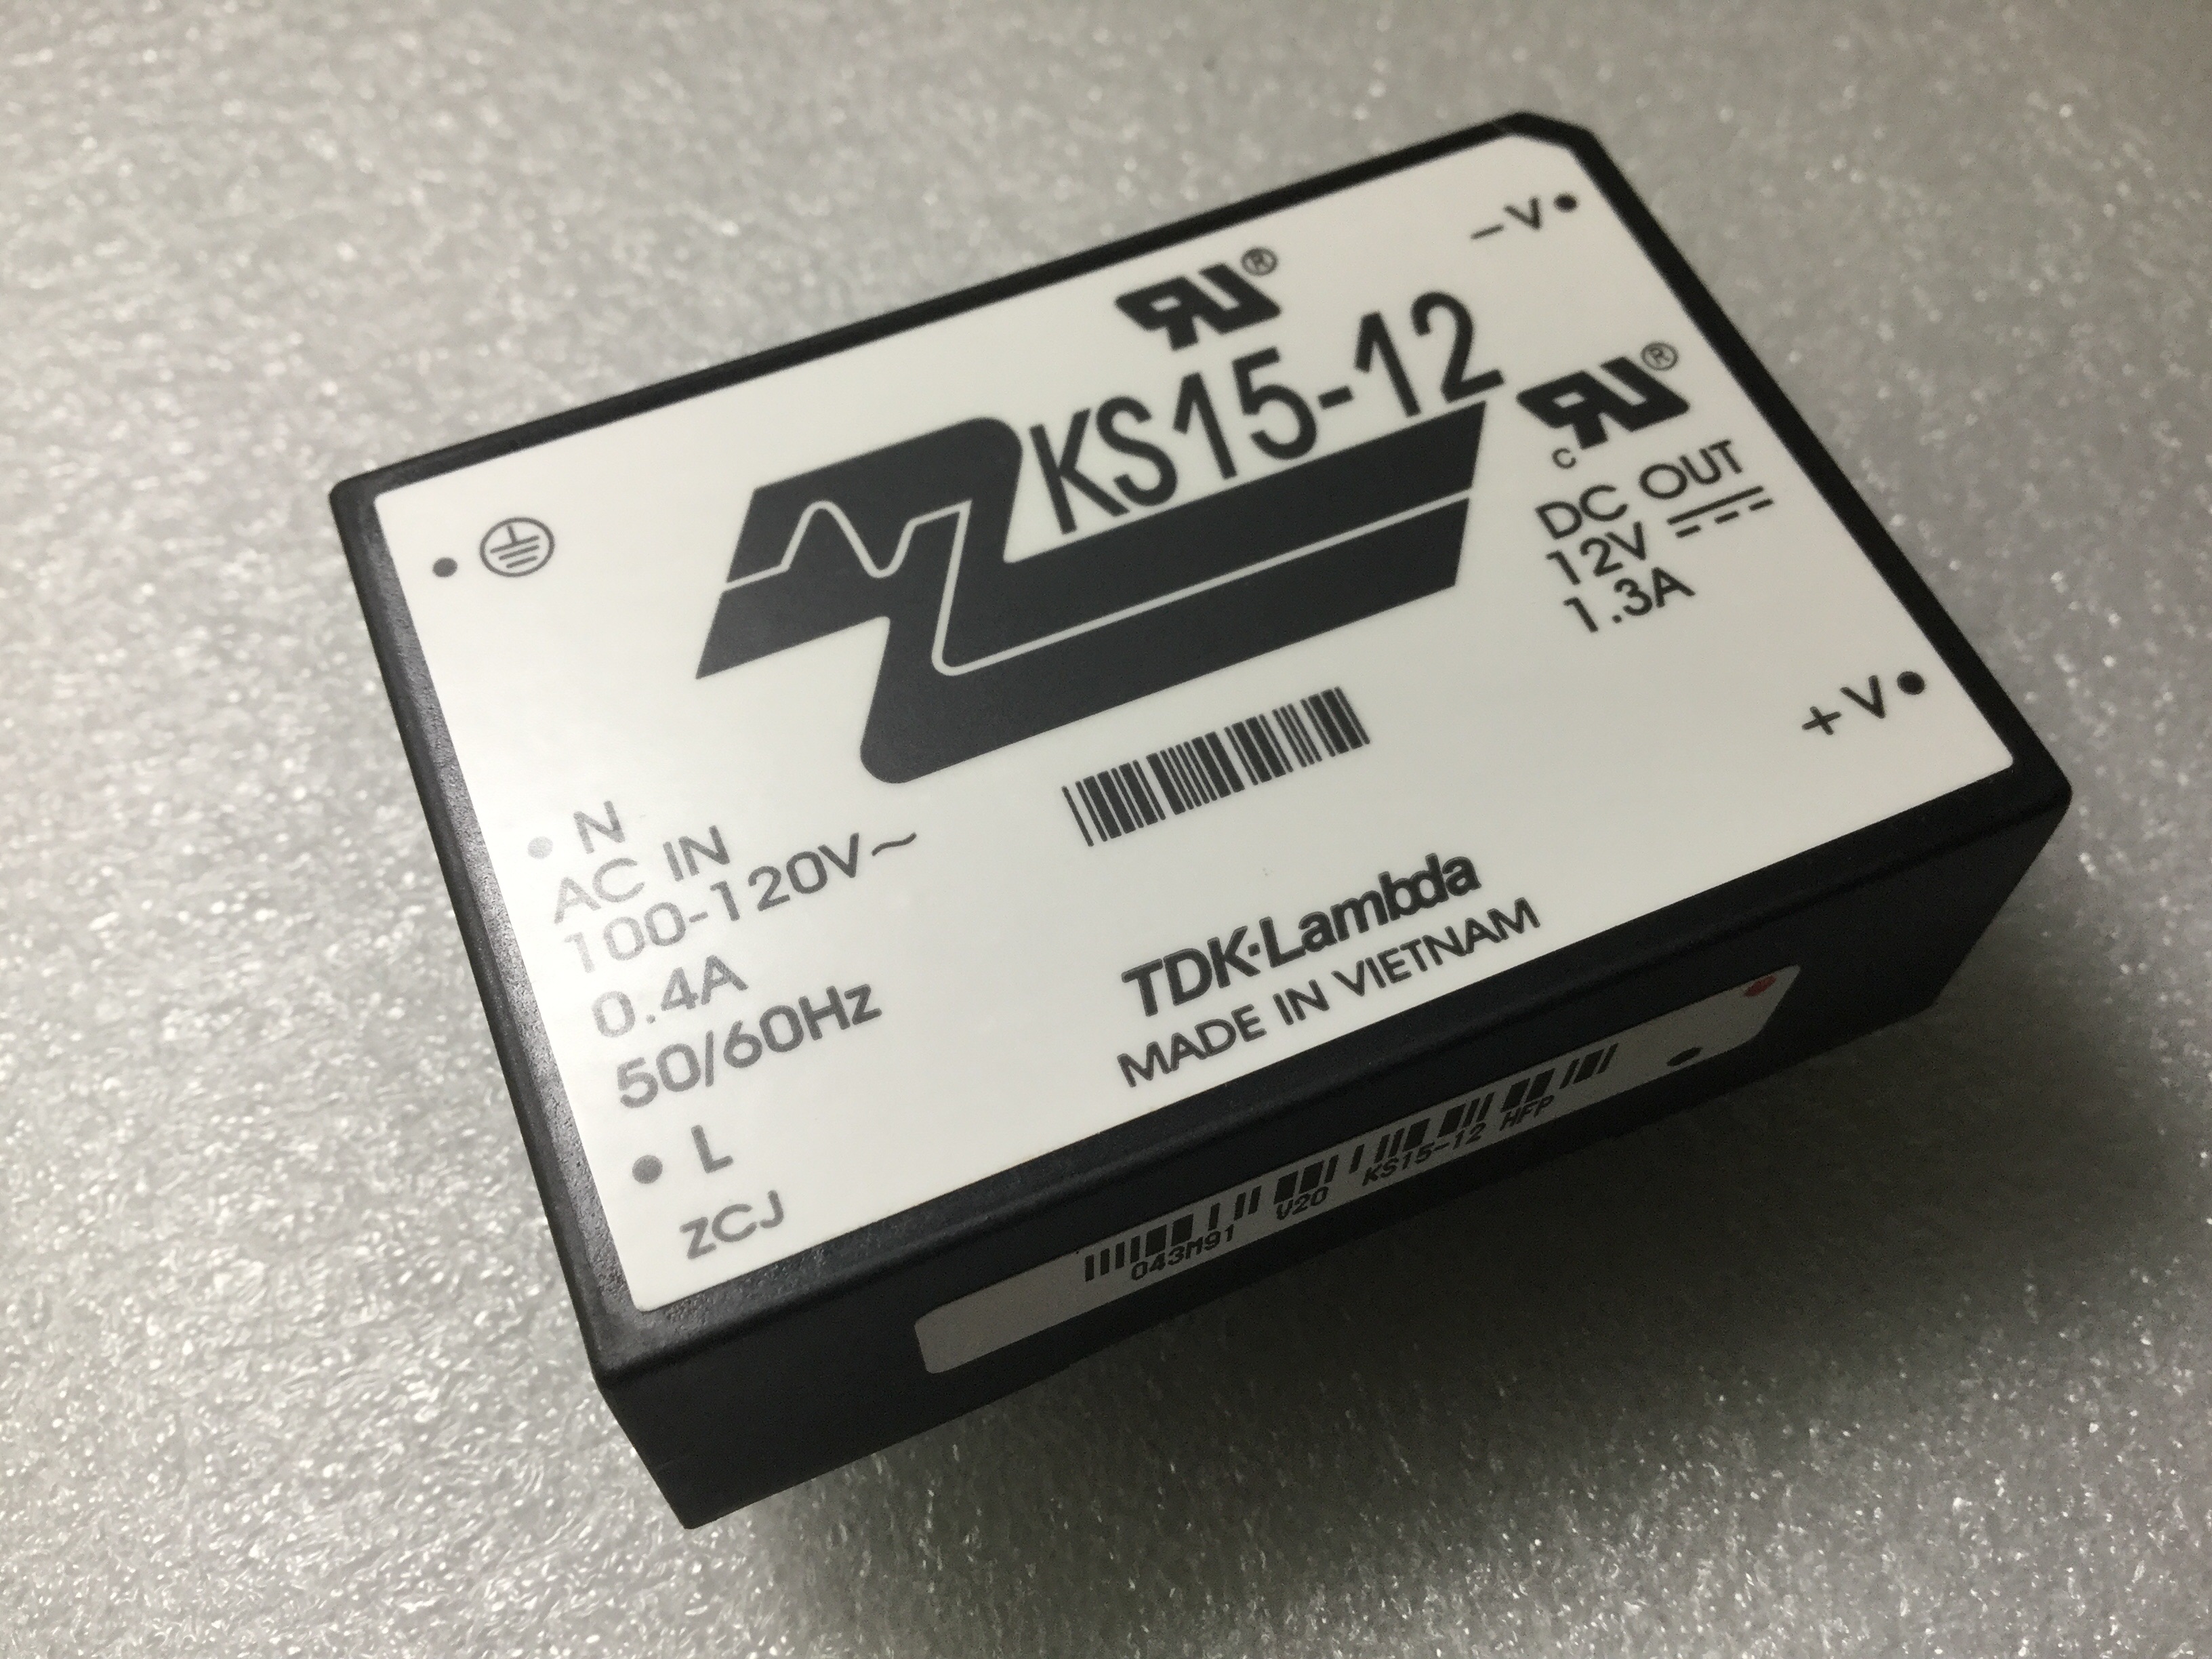 −V
KS15-12
DC OUT
12V
1.3A
+V
N
AC IN
100-120V~
0.4A
50/60Hz
L
ZCJ
TDK·Lambda
MADE IN VIETNAM
043M91 V20 KS15-12 HFP